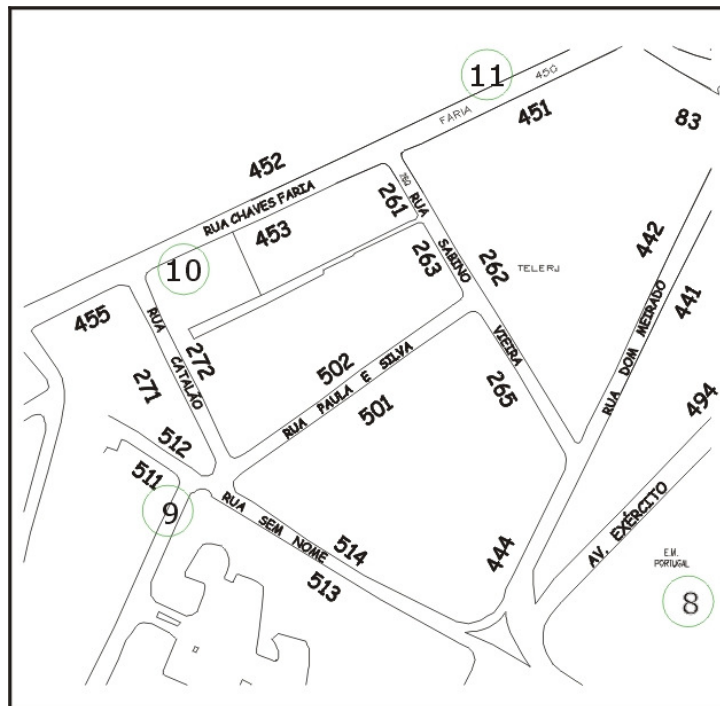 11
450
FARIA
451
83
452
RUA CHAVES FARIA
260
261
RUA
453
442
263
SABINO
262
TELERJ
10
441
455
RUA
CATALÃO
272
502
RUA PAULA E SILVA
VIEIRA
RUA DOM MEIRADO
271
265
494
501
512
511
9
RUA SEM NOME
514
444
AV. EXÉRCITO
513
E.M.
PORTUGAL
8